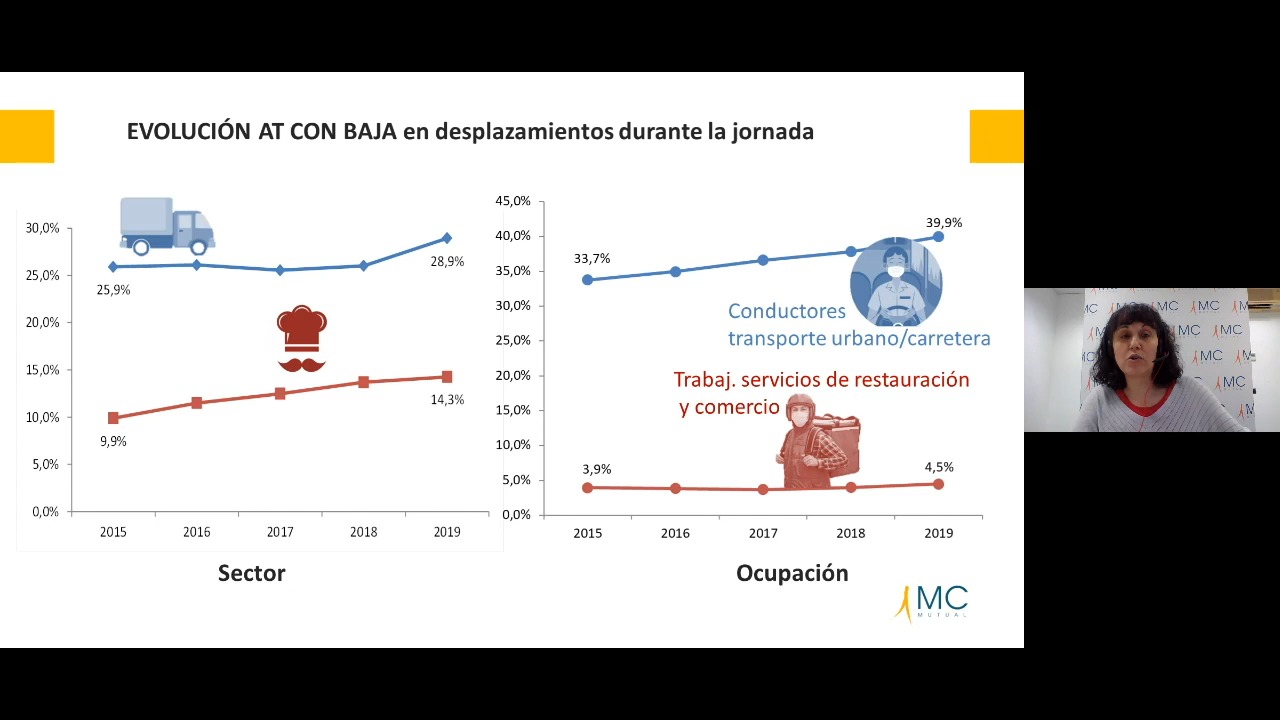 EVOLUCIÓN AT CON BAJA en desplazamientos durante la jornada
30,0%
25,0%
20,0%
15,0%
10,0%
5,0%
0,0%
25,9%
28,9%
9,9%
14,3%
2015 2016 2017 2018 2019
Sector
45,0%
40,0%
35,0%
30,0%
25,0%
20,0%
15,0%
10,0%
5,0%
0,0%
33,7%
39,9%
Conductores
transporte urbano/carretera
Trabaj. servicios de restauración
y comercio
3,9%
4,5%
2015 2016 2017 2018 2019
Ocupación
MC
MUTUAL
MC
MC
MC
MC